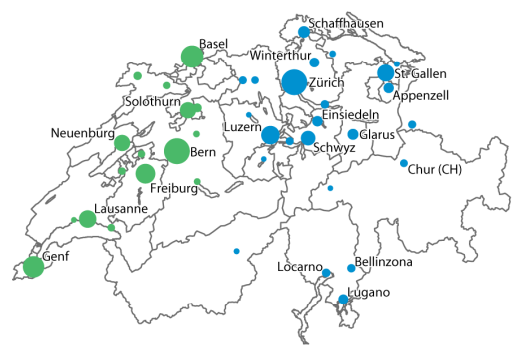 Schaffhausen
Basel
Winterthur
St. Gallen
Zürich
Appenzell
Solothurn
Einsiedeln
Luzern
Neuenburg
Glarus
Schwyz
Bern
Chur (CH)
Freiburg
Lausanne
Genf
Bellinzona
Locarno
Lugano